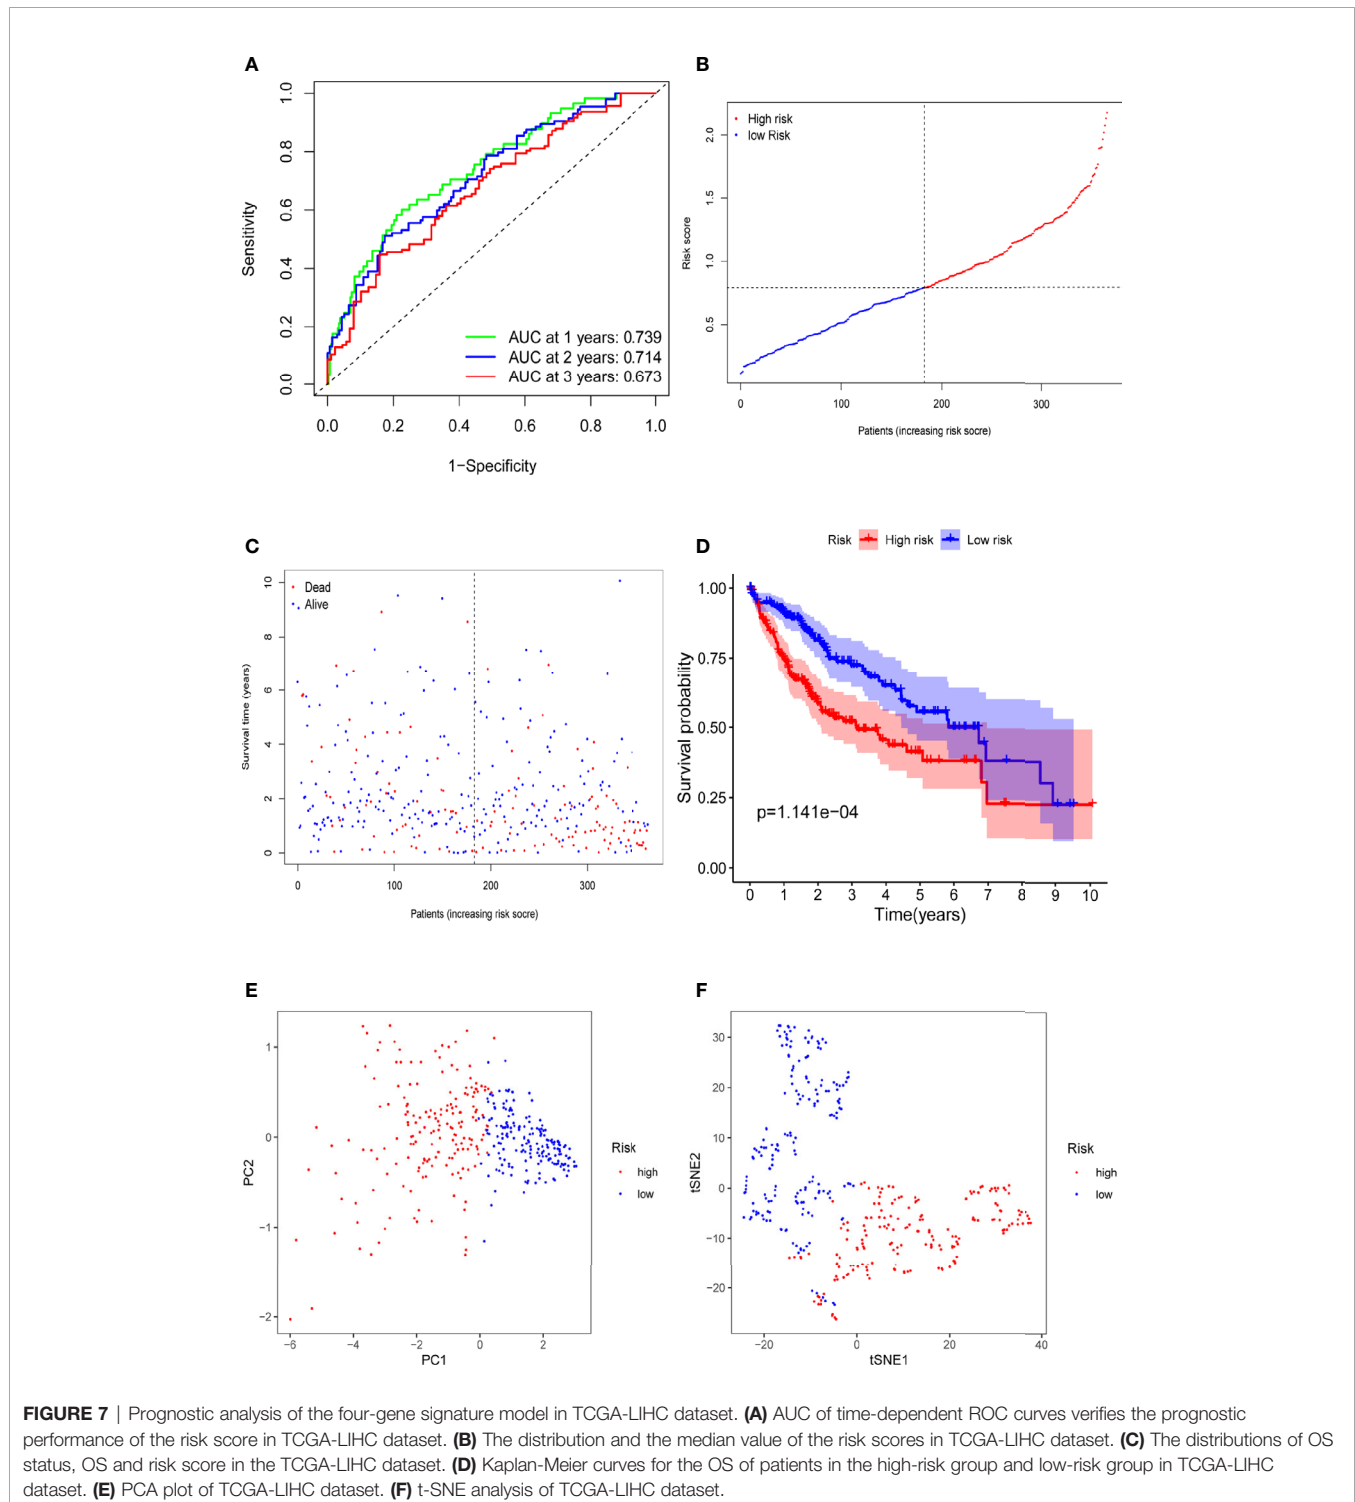 A
1.0
0.8
0.6
0.4
0.2
0.0
Sensitivity
AUC at 1 years: 0.739
AUC at 2 years: 0.714
AUC at 3 years: 0.673
0.0 0.2 0.4 0.6 0.8 1.0
1−Specificity
B
High risk
low Risk
2.0
1.5
1.0
0.5
Risk score
0 100 200 300
Patients (increasing risk socre)
C
Dead
Alive
10
8
6
4
2
0
Survival time (years)
0 100 200 300
Patients (increasing risk socre)
D
Risk High risk Low risk
1.00
0.75
0.50
0.25
0.00
Survival probability
p=1.141e−04
0 1 2 3 4 5 6 7 8 9 10
Time(years)
E
1
0
−1
−2
PC2
−6 −4 −2 0 2
PC1
Risk
high
low
F
30
20
10
0
−10
−20
tSNE2
−20 0 20 40
tSNE1
Risk
high
low
FIGURE 7 | Prognostic analysis of the four-gene signature model in TCGA-LIHC dataset. (A) AUC of time-dependent ROC curves verifies the prognostic
performance of the risk score in TCGA-LIHC dataset. (B) The distribution and the median value of the risk scores in TCGA-LIHC dataset. (C) The distributions of OS
status, OS and risk score in the TCGA-LIHC dataset. (D) Kaplan-Meier curves for the OS of patients in the high-risk group and low-risk group in TCGA-LIHC
dataset. (E) PCA plot of TCGA-LIHC dataset. (F) t-SNE analysis of TCGA-LIHC dataset.